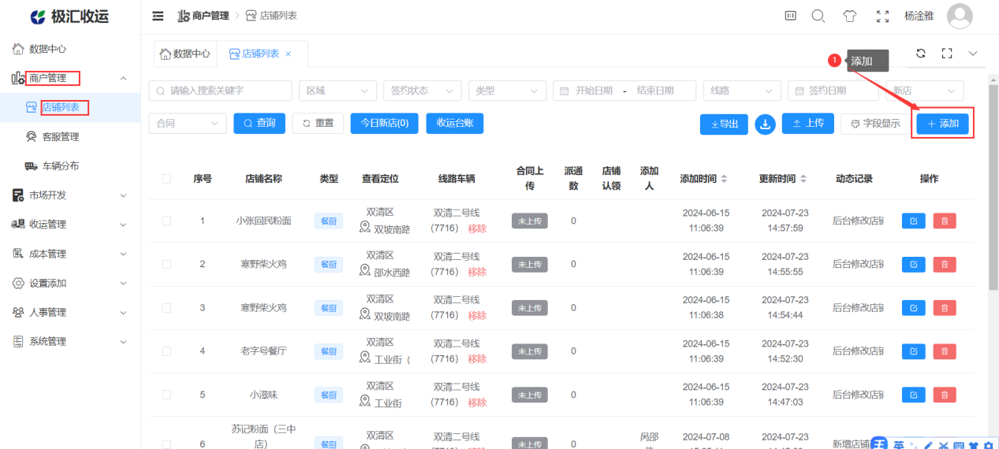 极汇收运
商户管理
店铺列表
杨淦雅
数据中心
商户管理
店铺列表
客服管理
车辆分布
市场开发
收运管理
成本管理
设置添加
人事管理
系统管理
数据中心
店铺列表
1
添加
请输入搜索关键字
区域
签约状态
类型
开始日期 - 结束日期
线路
签约日期
新店
合同
查询
重置
今日新店(0)
收运台账
导出
上传
字段显示
添加
序号 店铺名称 类型 查看定位 线路车辆 合同上传 派通数 店铺认领 添加人 添加时间 更新时间 动态记录 操作
1 小张回民粉面 餐厨 双清区 双坡南路 双清二号线 (7716) 移除 未上传 0 2024-06-15 11:06:39 2024-07-23 14:57:59 后台修改店铺
2 寒野柴火鸡 餐厨 双清区 邵水西路 双清二号线 (7716) 移除 未上传 0 2024-06-15 11:06:39 2024-07-23 14:55:55 后台修改店铺
3 寒野柴火鸡 餐厨 双清区 双坡南路 双清二号线 (7716) 移除 未上传 0 2024-06-15 11:06:38 2024-07-23 14:54:44 后台修改店铺
4 老字号餐厅 餐厨 双清区 工业街（ 双清二号线 (7716) 移除 未上传 0 2024-06-15 11:06:39 2024-07-23 14:52:30 后台修改店铺
5 小滋味 餐厨 双清区 工业街 双清二号线 (7716) 移除 未上传 0 2024-06-15 11:06:39 2024-07-23 14:47:03 后台修改店铺
6 苏记粉面（三中店） 餐厨 双清区 双清二号线 未上传 0 2024-07-08 2024-07-23 新增店铺
英